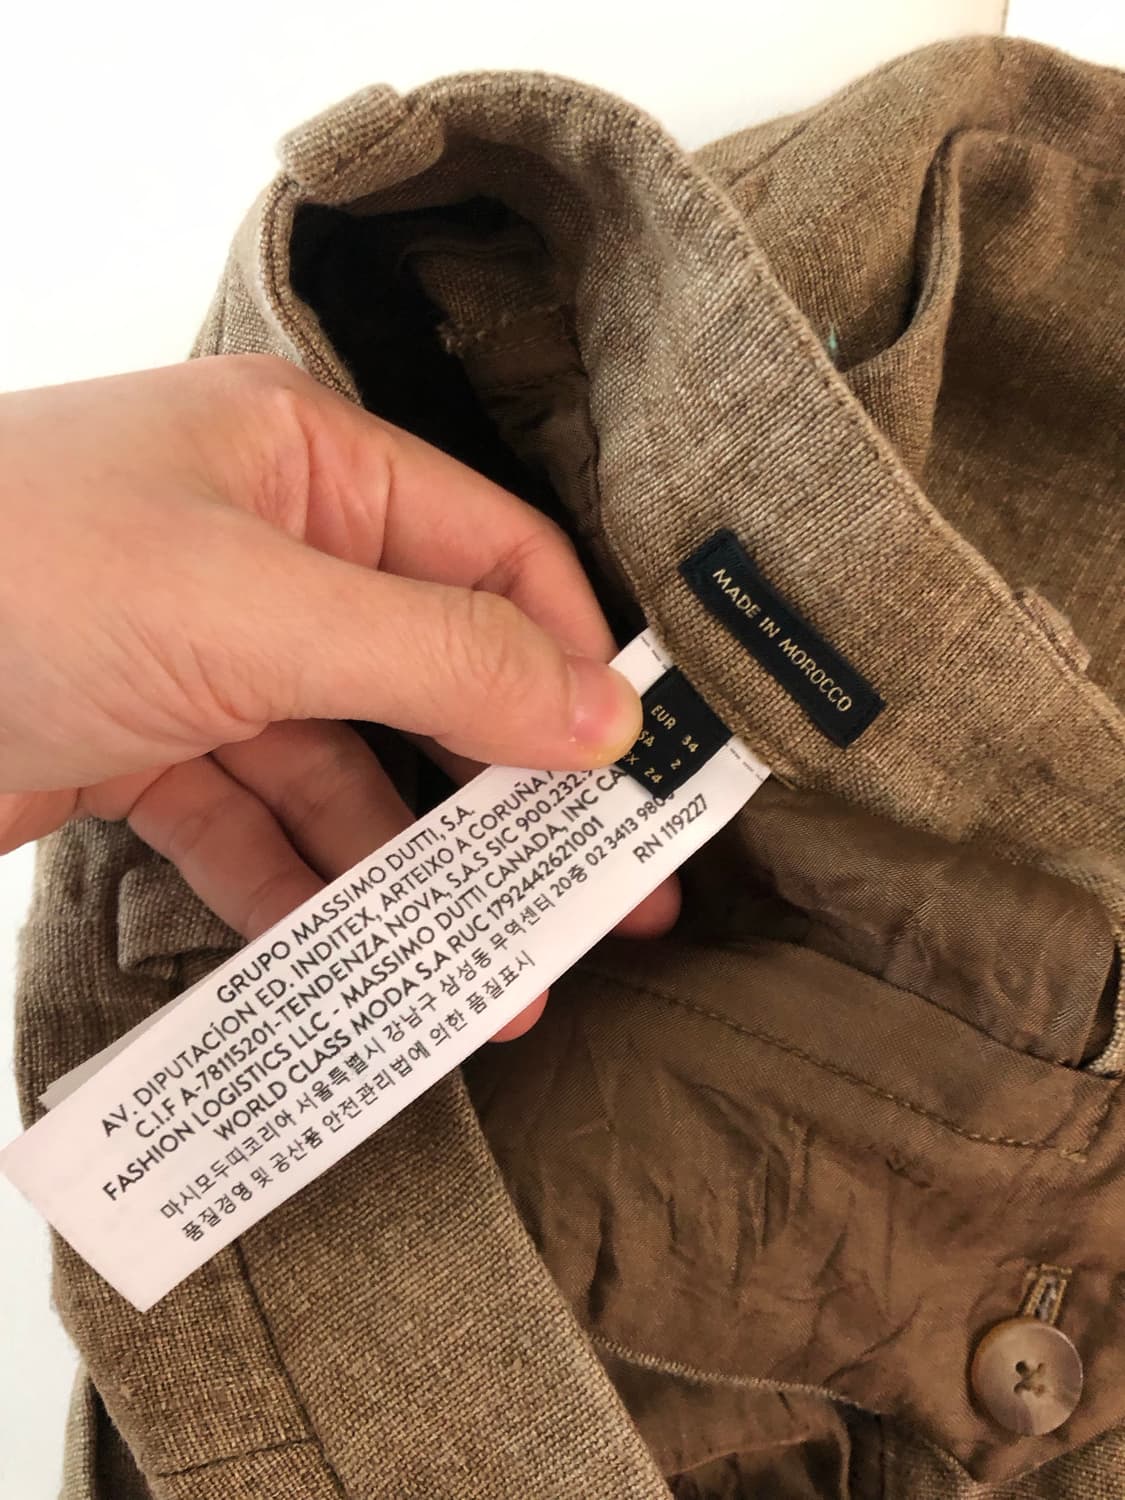 MADE IN MOROCCO
EUR 34
SA 2
X 24
GRUPO MASSIMO DUTTI, S.A.
AV. DIPUTACÍON ED. INDITEX, ARTEIXO A CORUÑA
C.I.F A-78115201-TENDENZA NOVA, S.A.S SIC 900.232.
FASHION LOGISTICS LLC - MASSIMO DUTTI CANADA, INC CA
WORLD CLASS MODA S.A RUC 1792442621001
마시모두띠코리아 서울특별시 강남구 삼성동 무역센터 20층 02 3413 980
품질경영 및 공산품 안전관리법에 의한 품질표시
RN 119227